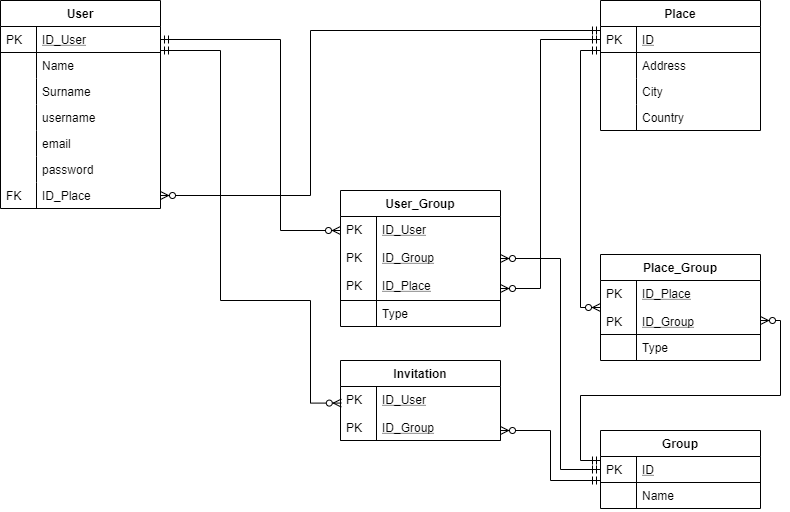 User
PK ID_User
Name
Surname
username
email
password
FK ID_Place
Place
PK ID
Address
City
Country
User_Group
PK ID_User
PK ID_Group
PK ID_Place
Type
Place_Group
PK ID_Place
PK ID_Group
Type
Invitation
PK ID_User
PK ID_Group
Group
PK ID
Name